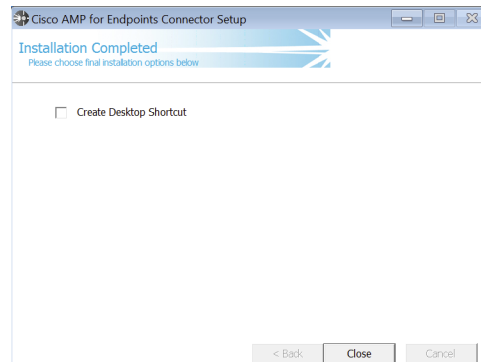 Cisco AMP for Endpoints Connector Setup
Installation Completed
Please choose final installation options below
Create Desktop Shortcut
< Back Close Cancel